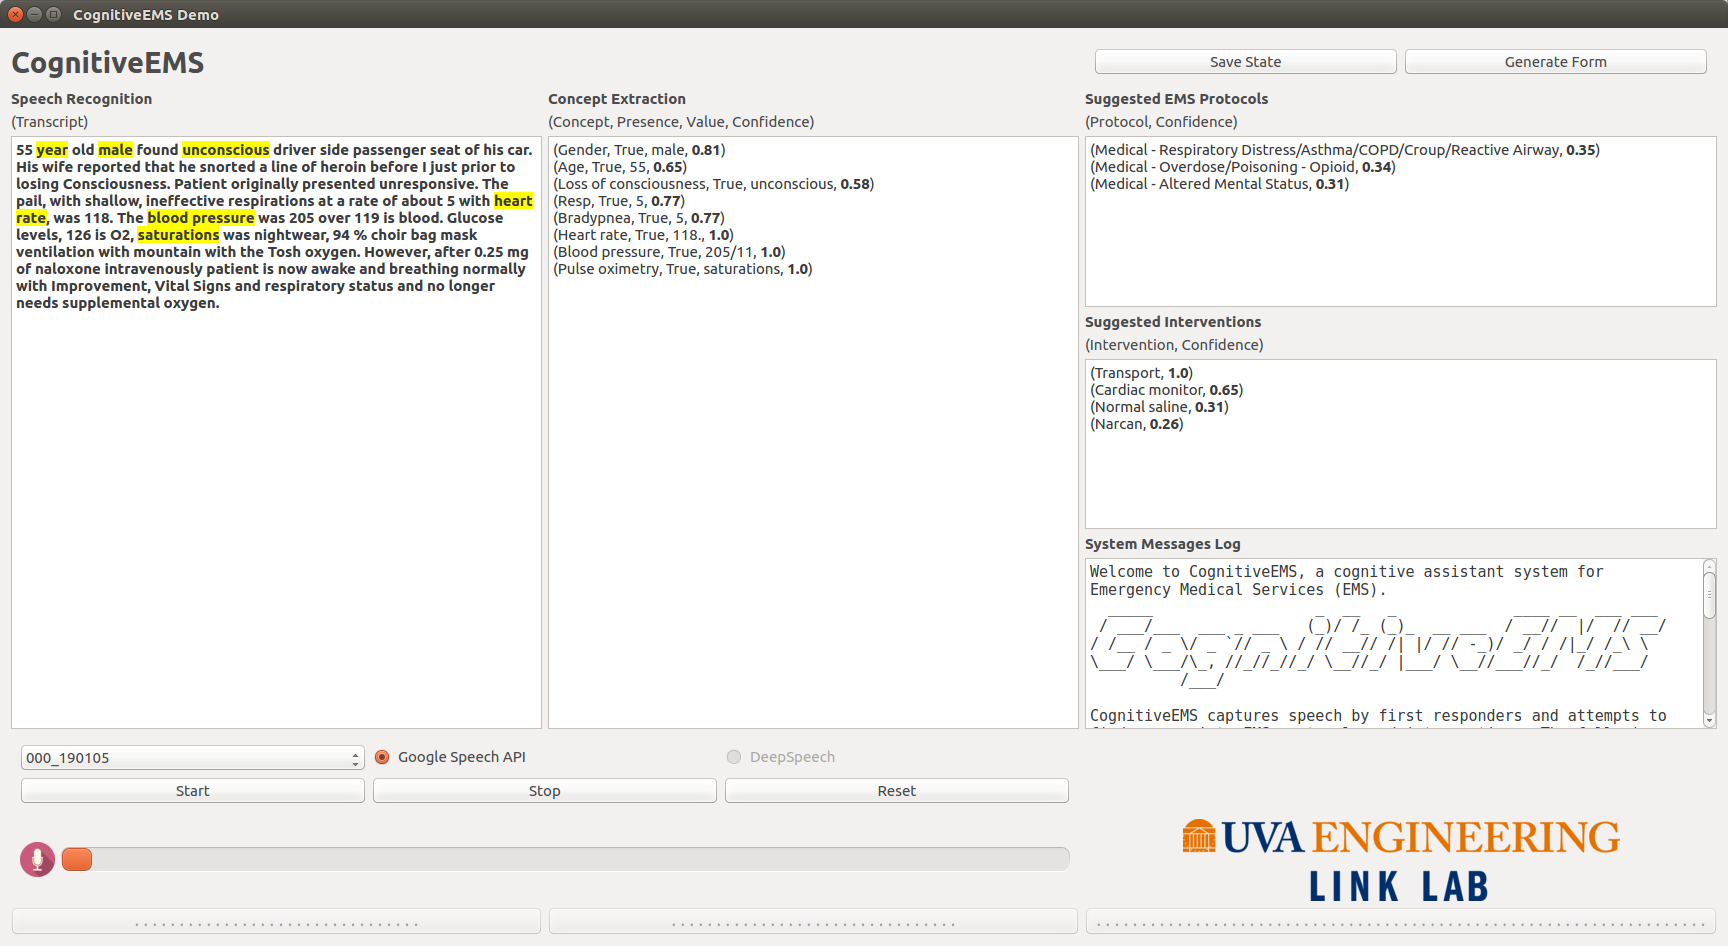 CognitiveEMS Demo
CognitiveEMS
Save State
Generate Form
Speech Recognition
(Transcript)
55 year old male found unconscious driver side passenger seat of his car.
His wife reported that he snorted a line of heroin before I just prior to
losing Consciousness. Patient originally presented unresponsive. The
pail, with shallow, ineffective respirations at a rate of about 5 with heart
rate, was 118. The blood pressure was 205 over 119 is blood. Glucose
levels, 126 is O2, saturations was nightwear, 94 % choir bag mask
ventilation with mountain with the Tosh oxygen. However, after 0.25 mg
of naloxone intravenously patient is now awake and breathing normally
with Improvement, Vital Signs and respiratory status and no longer
needs supplemental oxygen.
Concept Extraction
(Concept, Presence, Value, Confidence)
(Gender, True, male, 0.81)
(Age, True, 55, 0.65)
(Loss of consciousness, True, unconscious, 0.58)
(Resp, True, 5, 0.77)
(Bradypnea, True, 5, 0.77)
(Heart rate, True, 118., 1.0)
(Blood pressure, True, 205/11, 1.0)
(Pulse oximetry, True, saturations, 1.0)
Suggested EMS Protocols
(Protocol, Confidence)
(Medical - Respiratory Distress/Asthma/COPD/Croup/Reactive Airway, 0.35)
(Medical - Overdose/Poisoning - Opioid, 0.34)
(Medical - Altered Mental Status, 0.31)
Suggested Interventions
(Intervention, Confidence)
(Transport, 1.0)
(Cardiac monitor, 0.65)
(Normal saline, 0.31)
(Narcan, 0.26)
System Messages Log
Welcome to CognitiveEMS, a cognitive assistant system for
Emergency Medical Services (EMS).
CognitiveEMS captures speech by first responders and attempts to
000_190105
Google Speech API
DeepSpeech
Start
Stop
Reset
UVA ENGINEERING
LINK LAB